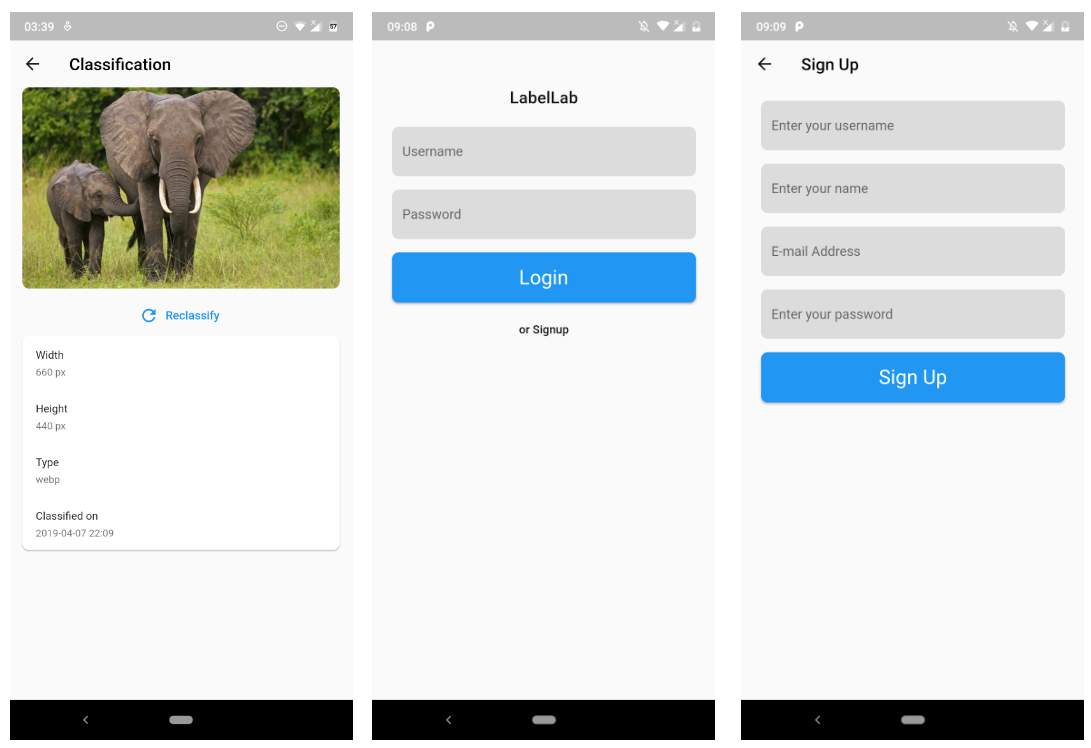 03:39
57
Classification
Reclassify
Width
660 px
Height
440 px
Type
webp
Classified on
2019-04-07 22:09
09:08
LabelLab
Username
Password
Login
or Signup
09:09
Sign Up
Enter your username
Enter your name
E-mail Address
Enter your password
Sign Up